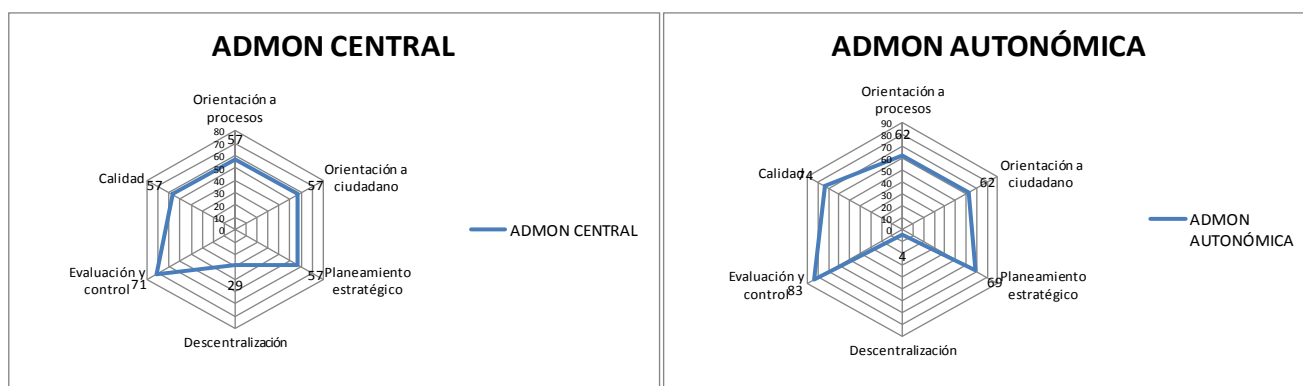 ADMON CENTRAL
Orientación a
procesos
80
57
70
60
50
40
30
20
10
0
Orientación a
ciudadano
57
Planeamiento
estratégico
57
Descentralización
29
Evaluación y
control
71
Calidad
57
ADMON CENTRAL
ADMON AUTONÓMICA
Orientación a
procesos
90
62
80
70
60
50
40
30
20
10
0
Orientación a
ciudadano
62
Planeamiento
estratégico
69
Descentralización
4
Evaluación y
control
83
Calidad
74
ADMON
AUTONÓMICA